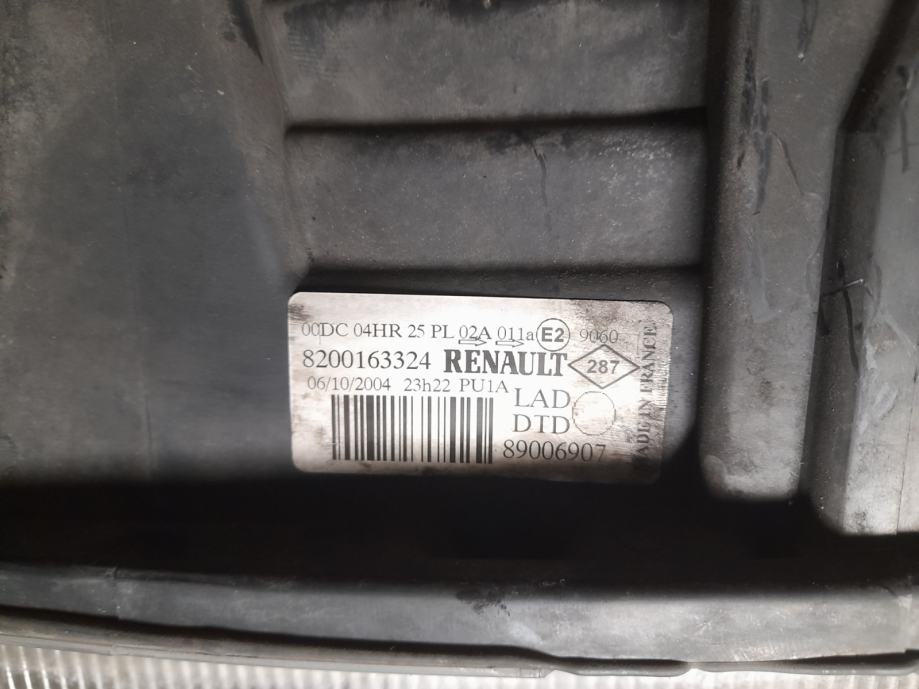 00DC 04HR 25 PL 02A 011a E2 9060
8200163324 RENAULT 287
06/10/2004 23h22 PU1A
LAD
DTD
89006907
MADE IN FRANCE